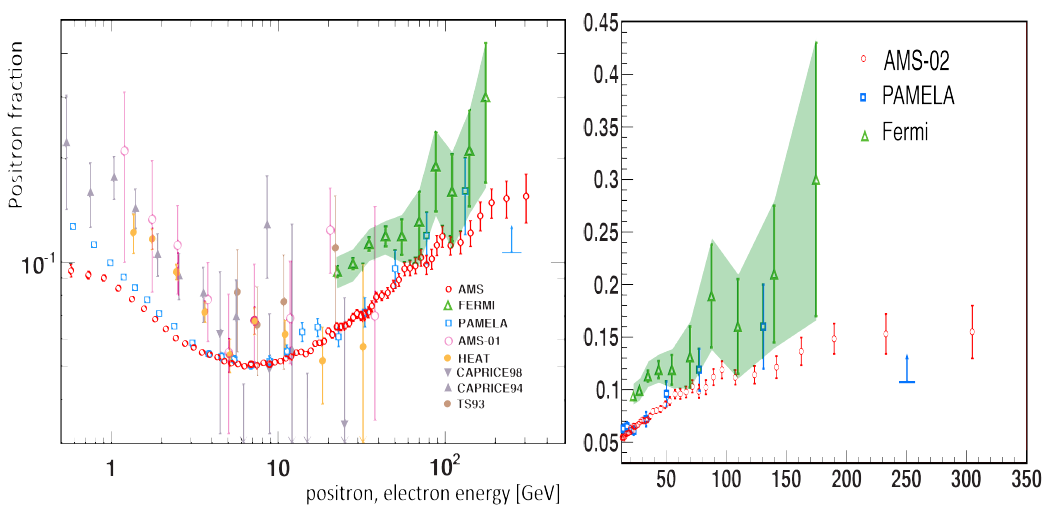 Positron fraction
10⁻¹
AMS
FERMI
PAMELA
AMS-01
HEAT
CAPRICE98
CAPRICE94
TS93
1
10
10²
positron, electron energy [GeV]
0.45
0.4
0.35
0.3
0.25
0.2
0.15
0.1
0.05
AMS-02
PAMELA
Fermi
50 100 150 200 250 300 350